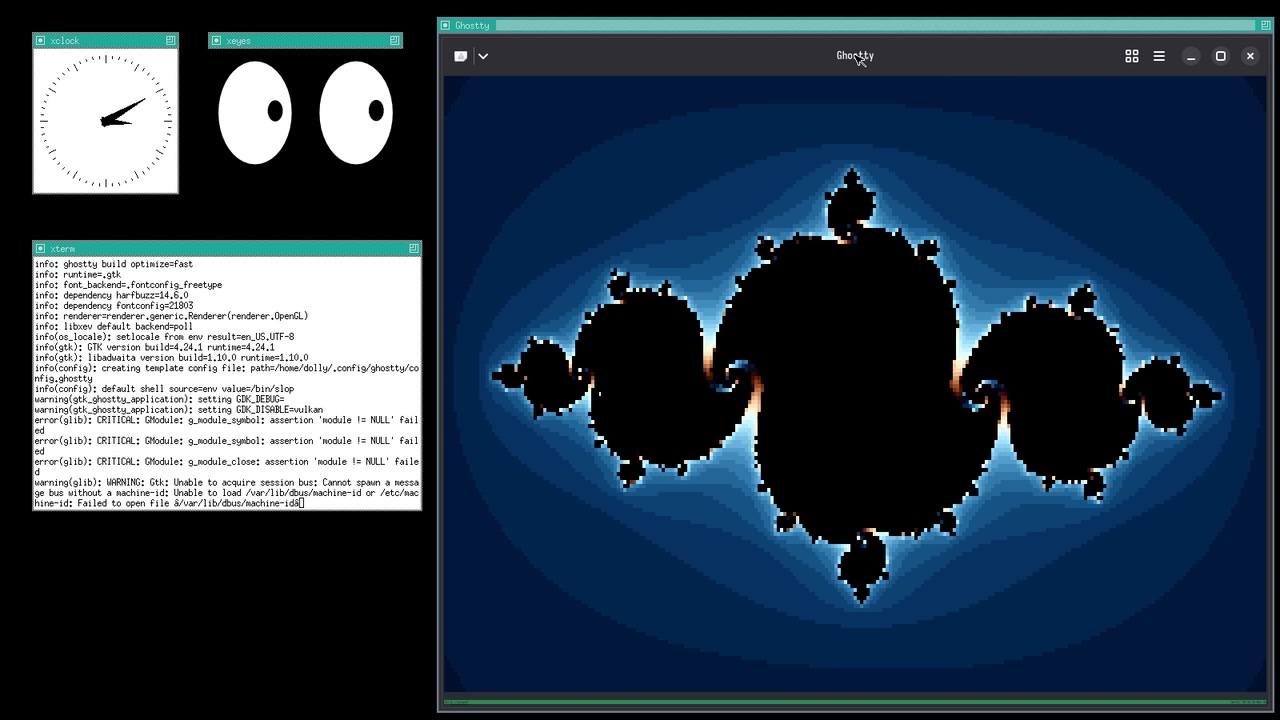 xclock
xeyes
Ghostty
Ghostty
xterm
info: ghostty build optimize=fast
info: runtime=.gtk
info: font_backend=.fontconfig_freetype
info: dependency harfbuzz=14.6.0
info: dependency fontconfig=21803
info: renderer=renderer.generic.Renderer(renderer.OpenGL)
info: libxev default backend=poll
info(os_locale): setlocale from env result=en_US.UTF-8
info(gtk): GTK version build=4.24.1 runtime=4.24.1
info(gtk): libadwaita version build=1.10.0 runtime=1.10.0
info(config): creating template config file: path=/home/dolly/.config/ghostty/co
nfig.ghostty
info(config): default shell source=env value=/bin/slop
warning(gtk_ghostty_application): setting GDK_DEBUG=
warning(gtk_ghostty_application): setting GDK_DISABLE=vulkan
error(glib): CRITICAL: GModule: g_module_symbol: assertion 'module != NULL' fail
ed
error(glib): CRITICAL: GModule: g_module_symbol: assertion 'module != NULL' fail
ed
error(glib): CRITICAL: GModule: g_module_close: assertion 'module != NULL' faile
d
warning(glib): WARNING: Gtk: Unable to acquire session bus: Cannot spawn a messa
ge bus without a machine-id: Unable to load /var/lib/dbus/machine-id or /etc/mac
hine-id: Failed to open file â/var/lib/dbus/machine-idâ